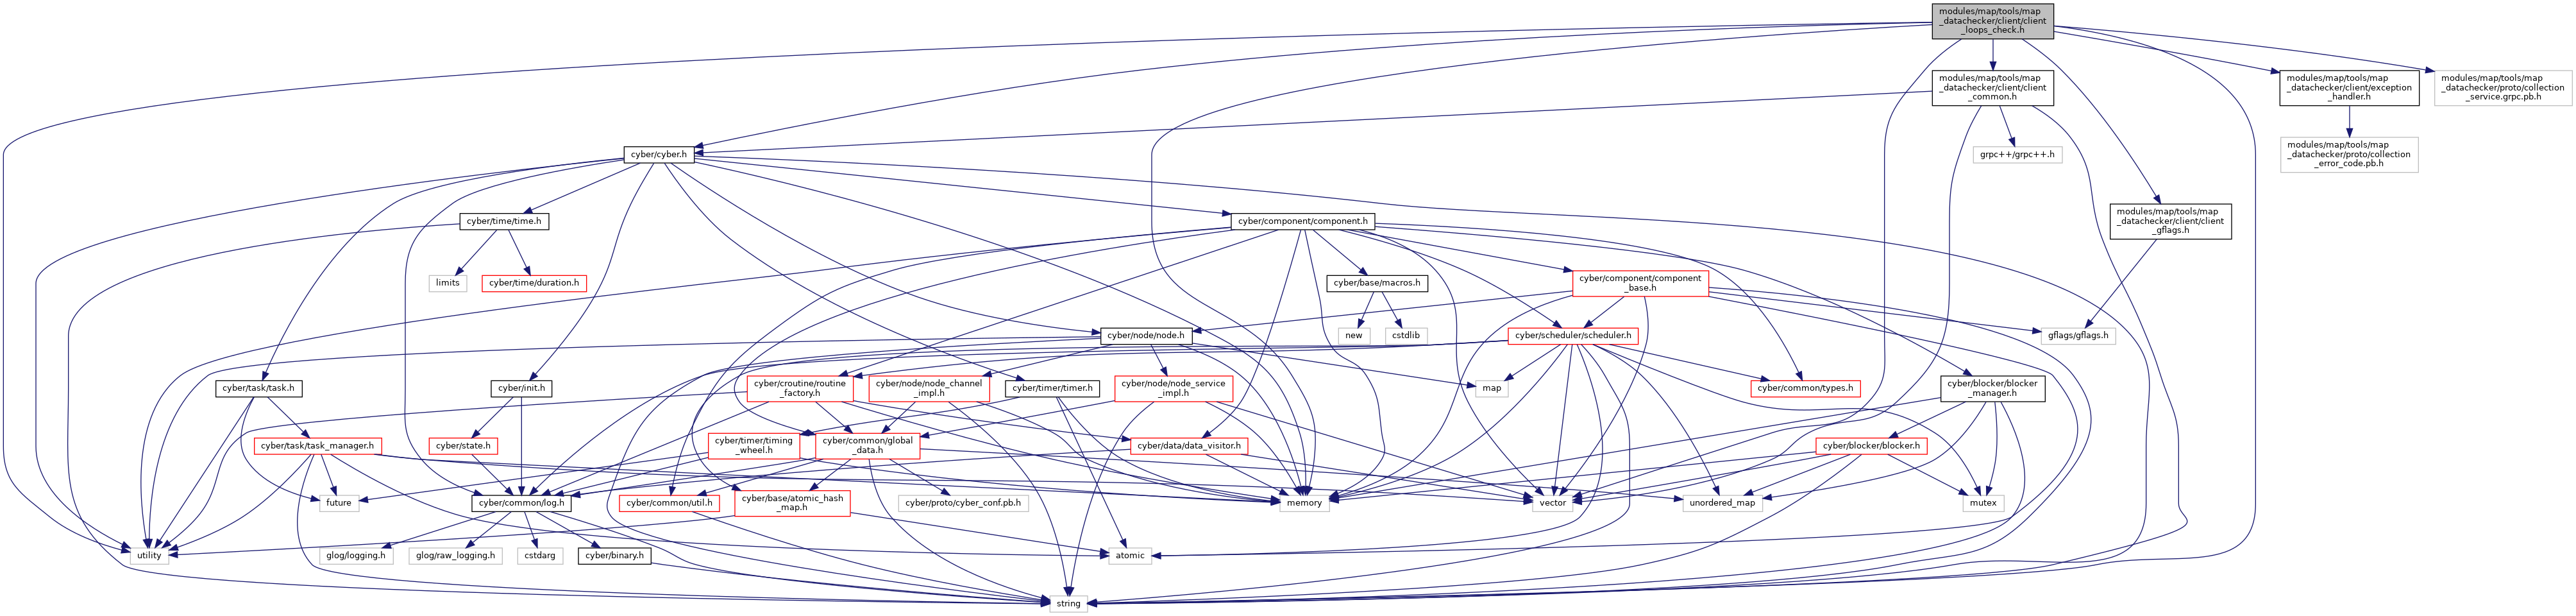 modules/map/tools/map
_datachecker/client/client
_loops_check.h
modules/map/tools/map
_datachecker/client/client
_common.h
modules/map/tools/map
_datachecker/client/exception
_handler.h
modules/map/tools/map
_datachecker/proto/collection
_service.grpc.pb.h
cyber/cyber.h
grpc++/grpc++.h
modules/map/tools/map
_datachecker/proto/collection
_error_code.pb.h
cyber/time/time.h
cyber/component/component.h
modules/map/tools/map
_datachecker/client/client
_gflags.h
limits
cyber/time/duration.h
cyber/base/macros.h
cyber/component/component
_base.h
cyber/node/node.h
new
cstdlib
cyber/scheduler/scheduler.h
gflags/gflags.h
cyber/task/task.h
cyber/init.h
cyber/croutine/routine
_factory.h
cyber/node/node_channel
_impl.h
cyber/timer/timer.h
cyber/node/node_service
_impl.h
map
cyber/common/types.h
cyber/blocker/blocker
_manager.h
cyber/task/task_manager.h
cyber/state.h
cyber/timer/timing
_wheel.h
cyber/common/global
_data.h
cyber/data/data_visitor.h
cyber/blocker/blocker.h
future
cyber/common/log.h
cyber/common/util.h
cyber/base/atomic_hash
_map.h
cyber/proto/cyber_conf.pb.h
memory
vector
unordered_map
mutex
utility
glog/logging.h
glog/raw_logging.h
cstdarg
cyber/binary.h
atomic
string